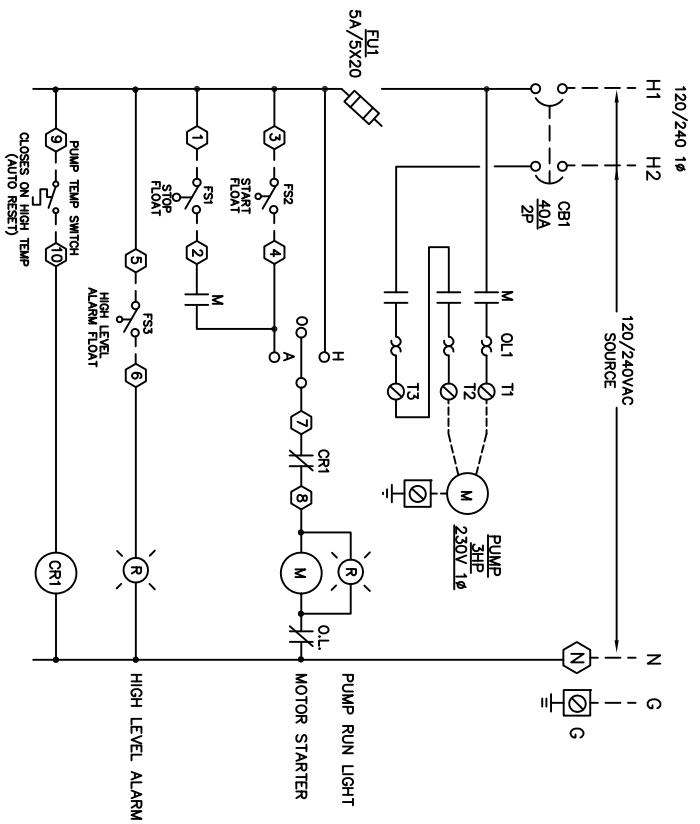 120/240 1ø
H1
H2
N
G
120/240VAC
SOURCE
N
G
CB1
40A
2P
M
OL1
T1
T2
T3
M
PUMP
3HP
230V 1ø
FU1
5A/5X20
H
O
A
R
PUMP RUN LIGHT
3
FS2
START
FLOAT
4
7
CR1
8
M
O.L.
MOTOR STARTER
1
FS1
STOP
FLOAT
2
M
5
FS3
HIGH LEVEL
ALARM FLOAT
6
R
HIGH LEVEL ALARM
PUMP TEMP SWITCH
9
10
CLOSES ON HIGH TEMP
(AUTO RESET)
CR1